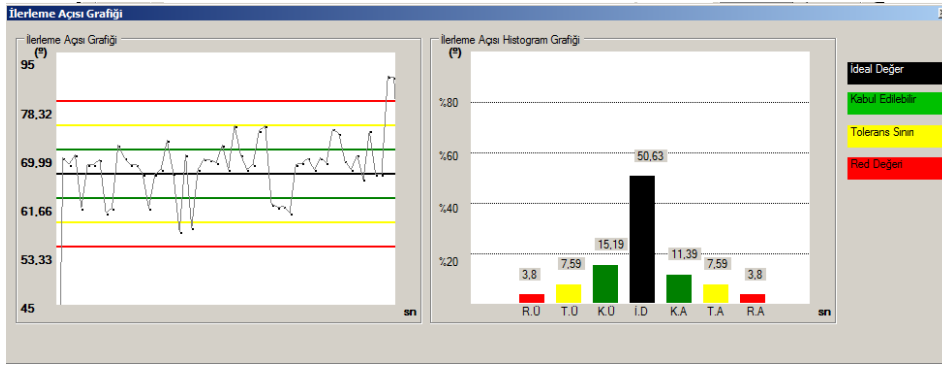 İlerleme Açısı Grafiği
İlerleme Açısı Grafiği
(º)
95
78,32
69,99
61,66
53,33
45
sn
İlerleme Açısı Histogram Grafiği
(º)
%80
%60
%40
%20
3,8
7,59
15,19
50,63
11,39
7,59
3,8
R.Ü
T.Ü
K.Ü
İ.D
K.A
T.A
R.A
sn
İdeal Değer
Kabul Edilebilir
Tolerans Sınırı
Red Değeri